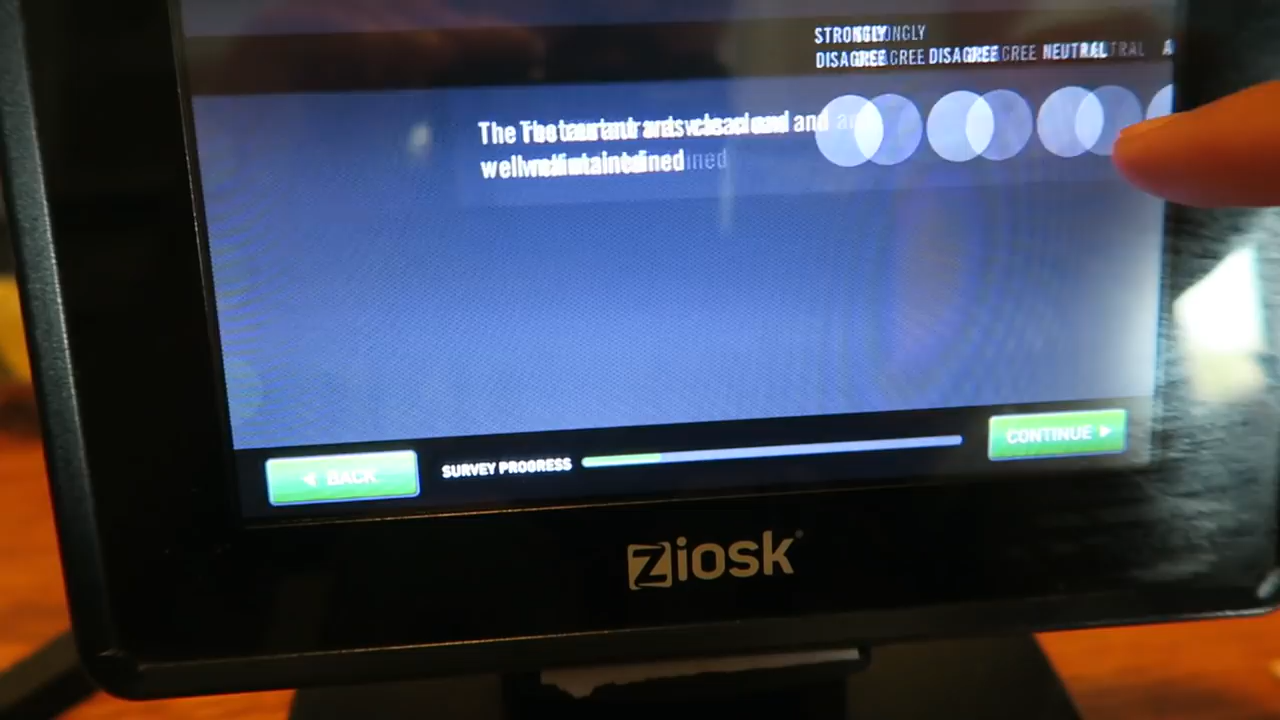 STRONGLY
DISAGREE DISAGREE NEUTRAL A
The restaurant was clean and
well maintained
BACK
SURVEY PROGRESS
CONTINUE
Ziosk